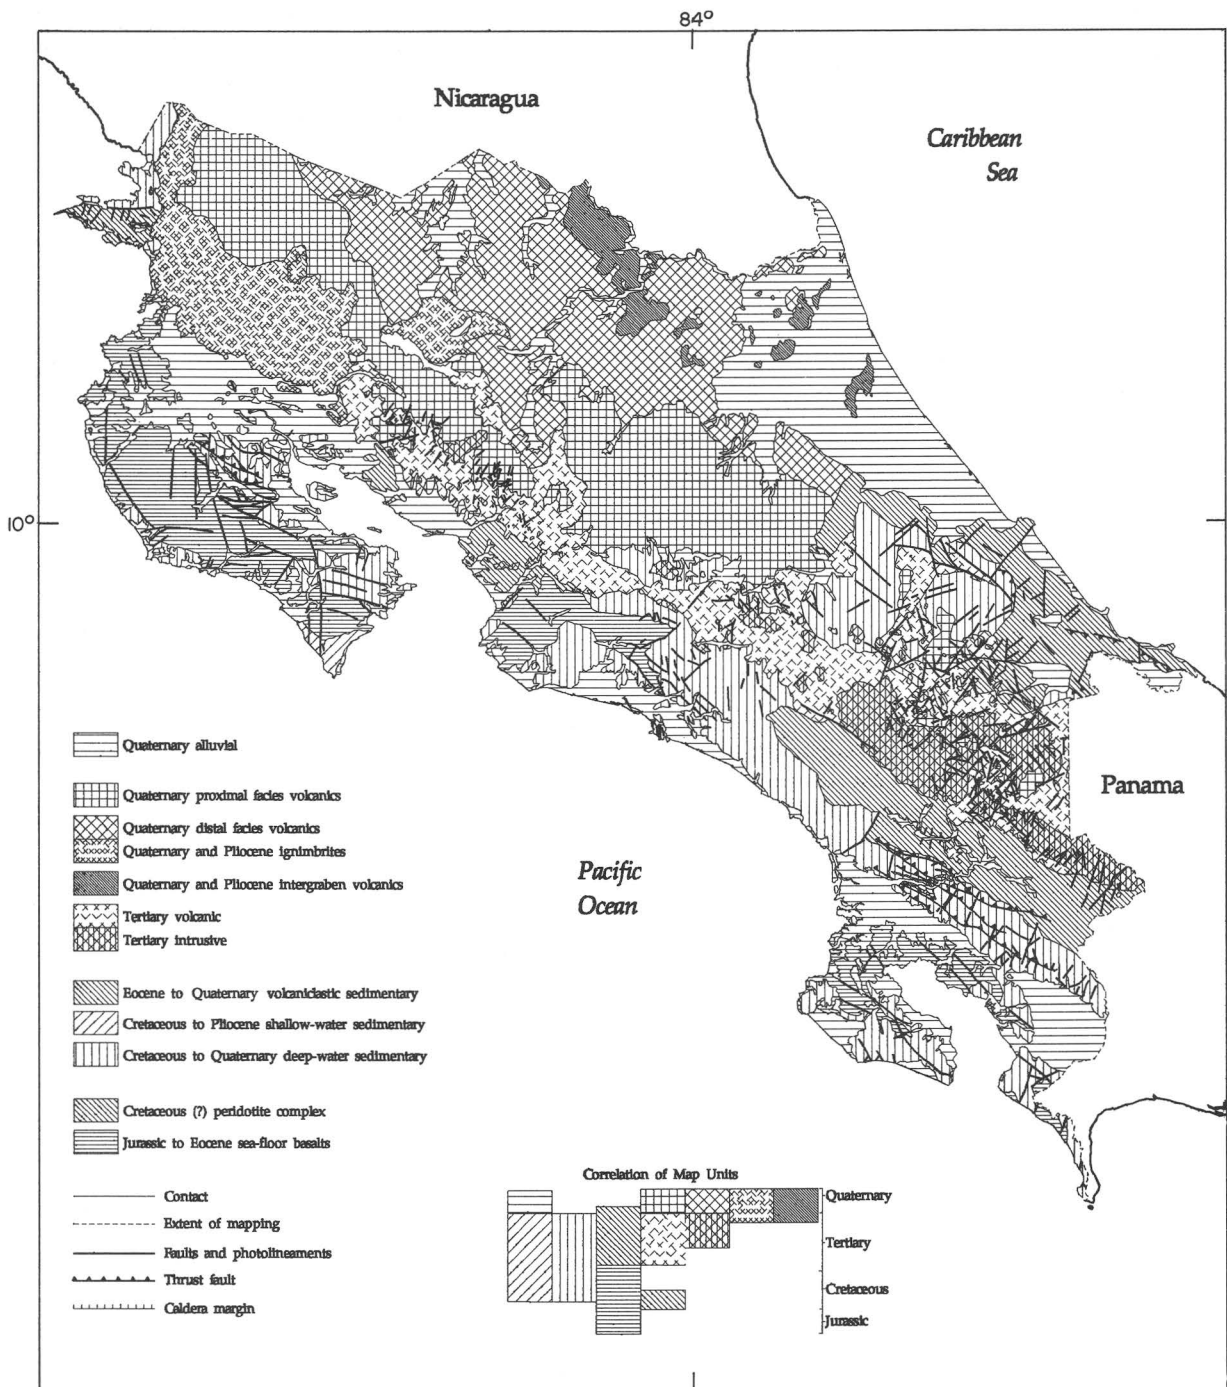 84°
Nicaragua
Caribbean
Sea
10°
Panama
Pacific
Ocean
Quaternary alluvial
Quaternary proximal facies volcanics
Quaternary distal facies volcanics
Quaternary and Pliocene ignimbrites
Quaternary and Pliocene intergraben volcanics
Tertiary volcanic
Tertiary intrusive
Eocene to Quaternary volcaniclastic sedimentary
Cretaceous to Pliocene shallow-water sedimentary
Cretaceous to Quaternary deep-water sedimentary
Cretaceous (?) peridotite complex
Jurassic to Eocene sea-floor basalts
Contact
Extent of mapping
Faults and photolineaments
Thrust fault
Caldera margin
Correlation of Map Units
Quaternary
Tertiary
Cretaceous
Jurassic